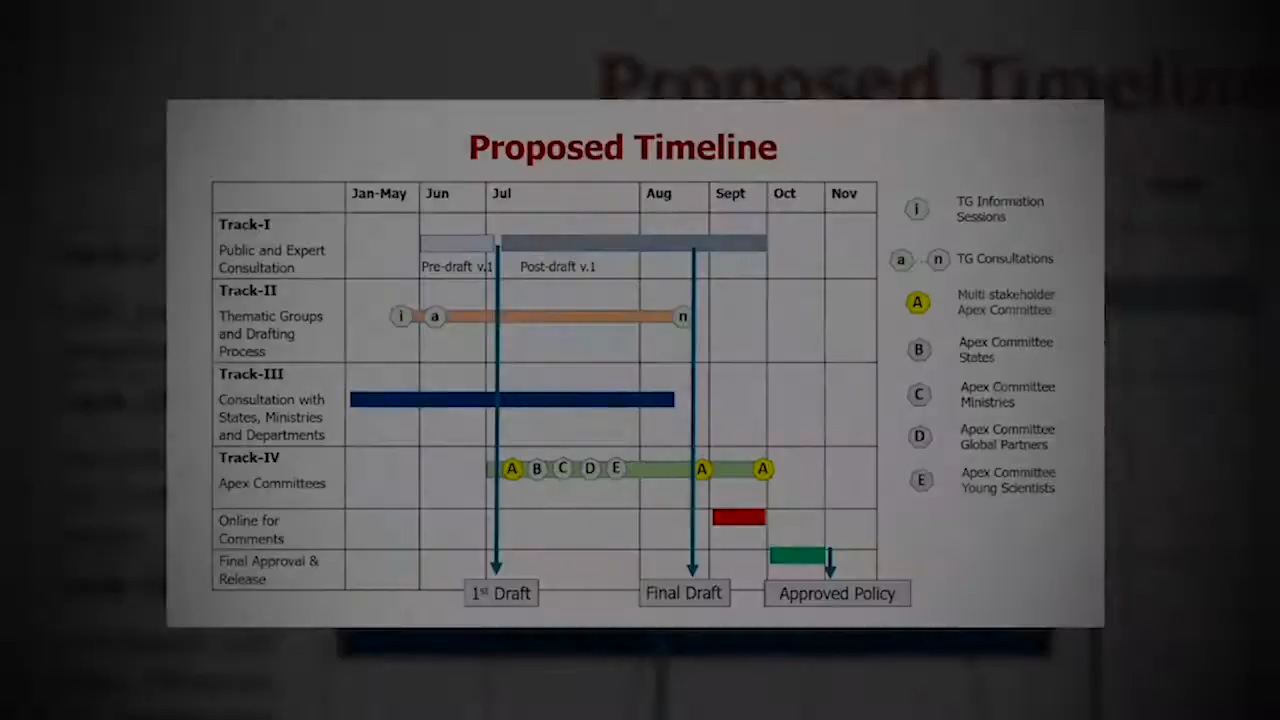 Proposed Timeline
Proposed Timeline
Jan-May Jun Jul Aug Sept Oct Nov
Track-I
Public and Expert
Consultation
Pre-draft v.1 Post-draft v.1
Track-II
Thematic Groups
and Drafting
Process
i a n
Track-III
Consultation with
States, Ministries
and Departments
Track-IV
Apex Committees
A B C D E A A
Online for
Comments
Final Approval &
Release
1st Draft Final Draft Approved Policy
i TG Information
Sessions
a ... n TG Consultations
A Multi stakeholder
Apex Committee
B Apex Committee
States
C Apex Committee
Ministries
D Apex Committee
Global Partners
E Apex Committee
Young Scientists